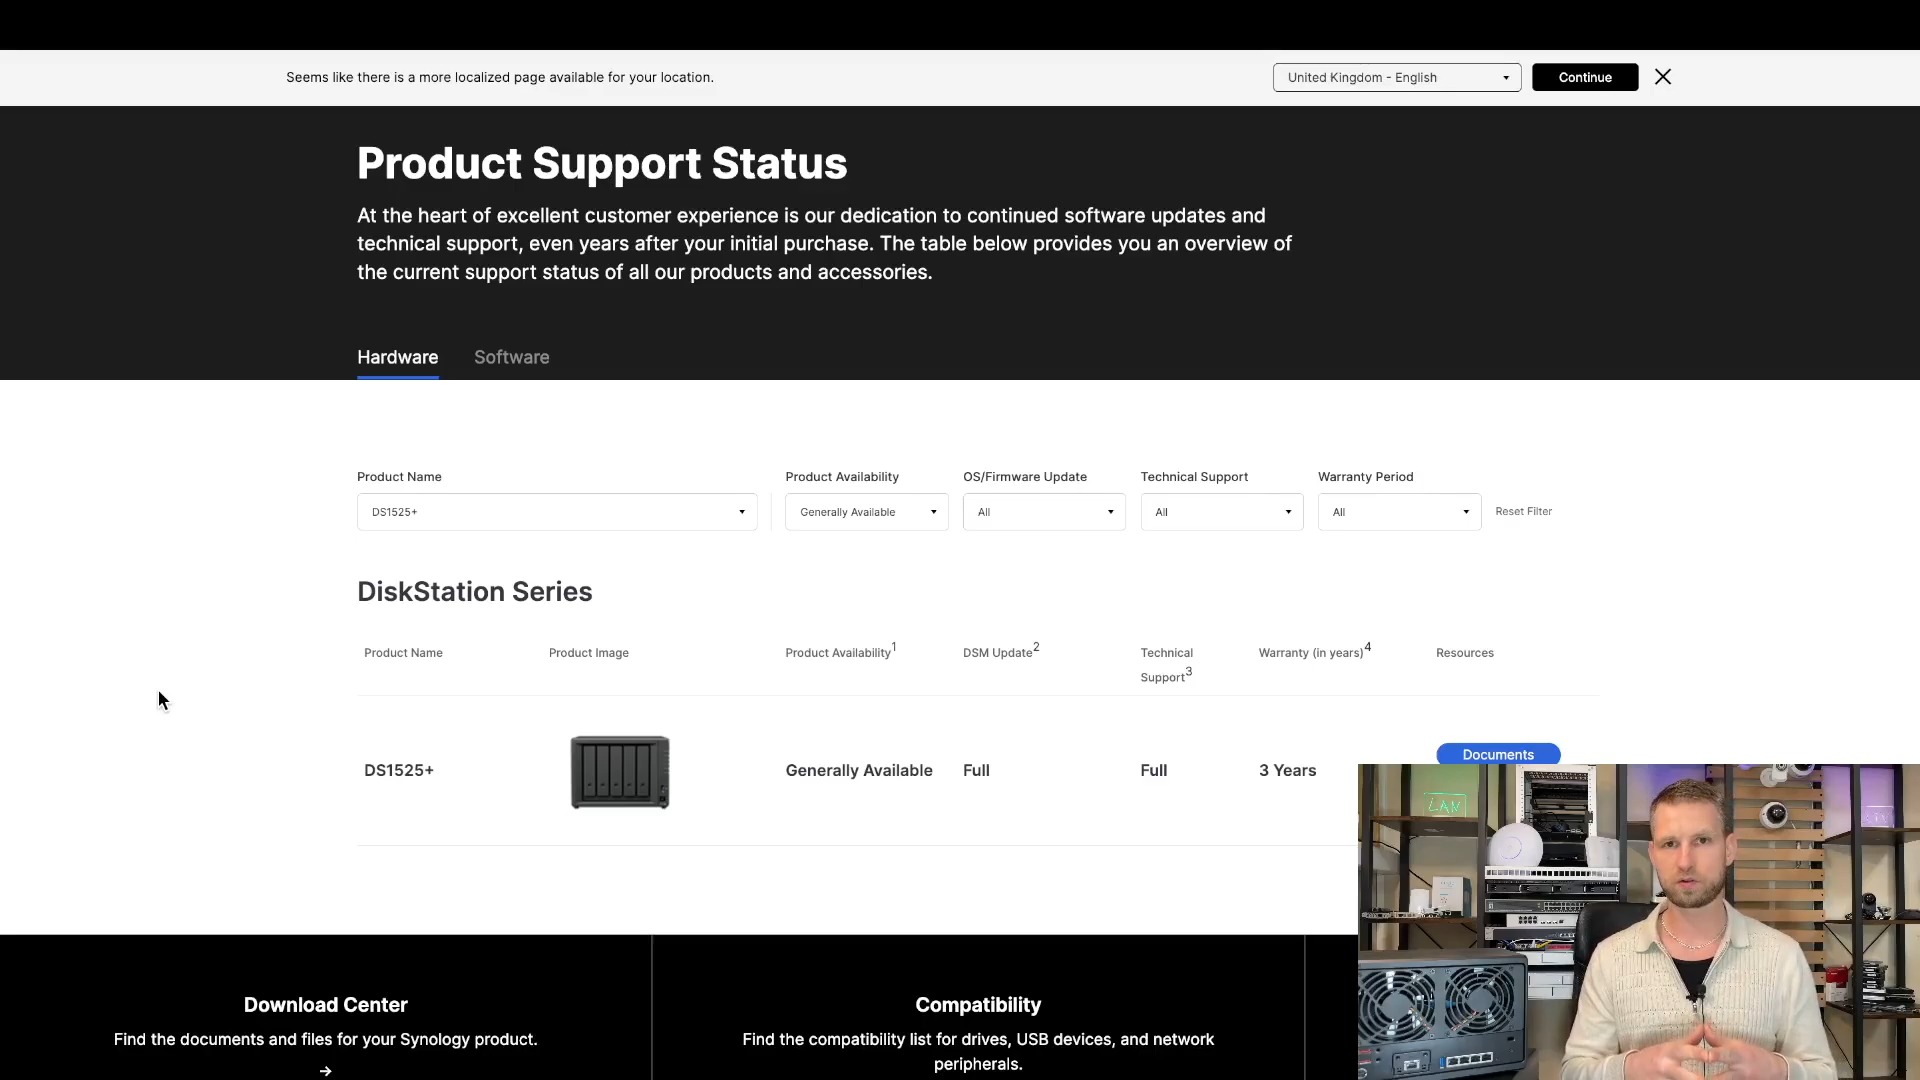 Seems like there is a more localized page available for your location.
United Kingdom - English
Continue
Product Support Status
At the heart of excellent customer experience is our dedication to continued software updates and
technical support, even years after your initial purchase. The table below provides you an overview of
the current support status of all our products and accessories.
Hardware
Software
Product Name
Product Availability
OS/Firmware Update
Technical Support
Warranty Period
DS1525+
Generally Available
All
All
All
Reset Filter
DiskStation Series
Product Name
Product Image
Product Availability1
DSM Update2
Technical
Support3
Warranty (in years)4
Resources
DS1525+
Generally Available
Full
Full
3 Years
Documents
LAN
Download Center
Find the documents and files for your Synology product.
Compatibility
Find the compatibility list for drives, USB devices, and network
peripherals.